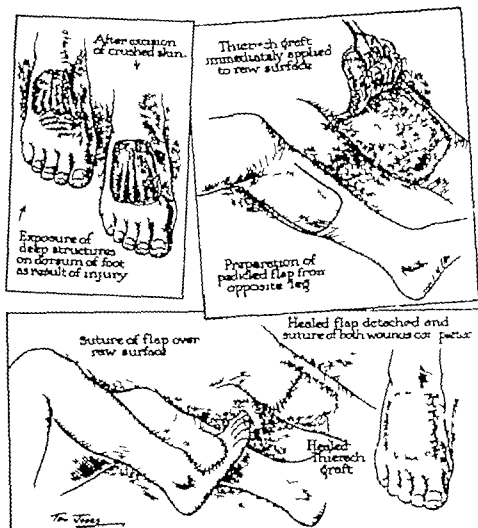 After excision
of crushed skin.
Exposure of
deep structures
on dorsum of foot
as result of injury
Thiersch graft
immediately applied
to raw surface
Preparation of
pedicled flap from
opposite leg
Suture of flap over
raw surface
Healed flap detached and
suture of both wounds
Healed
Thiersch
graft
Tom Jones